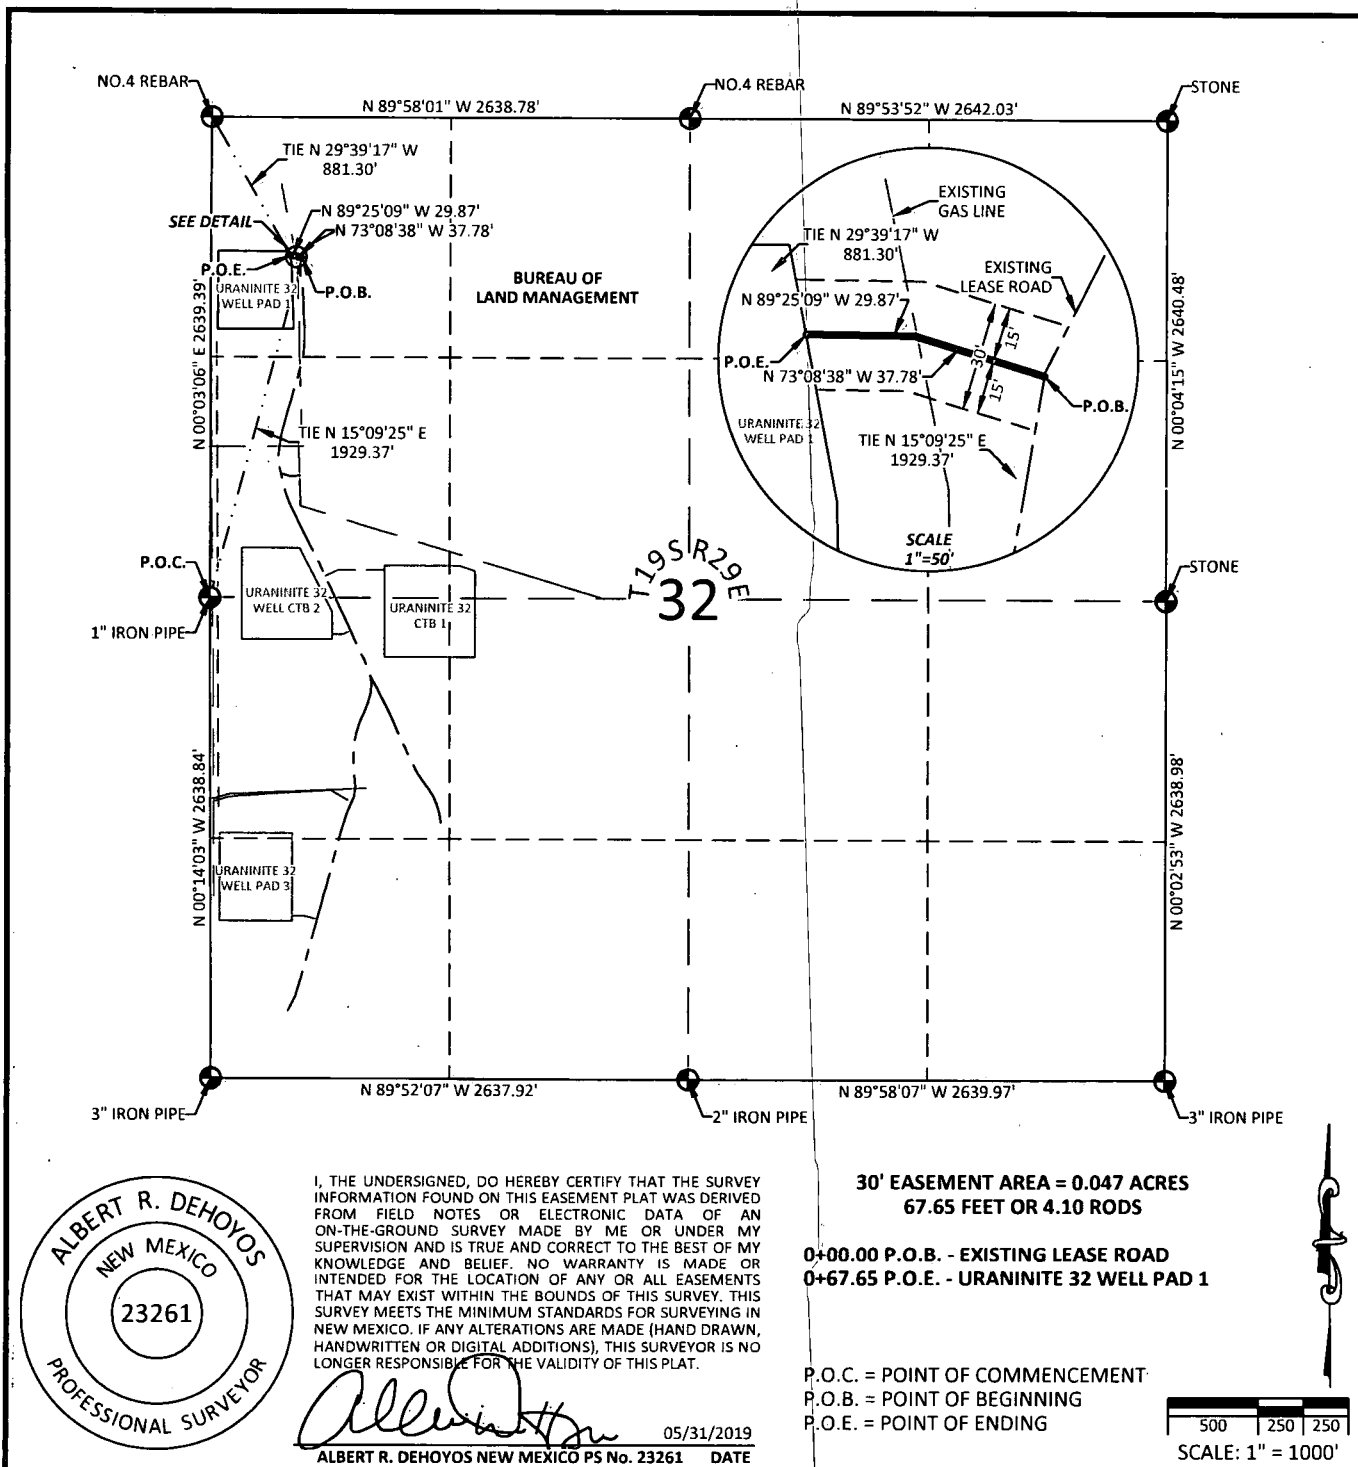 NO.4 REBAR
N 89°58'01" W 2638.78'
NO.4 REBAR
N 89°53'52" W 2642.03'
STONE
TIE N 29°39'17" W
881.30'
SEE DETAIL
N 89°25'09" W 29.87'
N 73°08'38" W 37.78'
P.O.E.
P.O.B.
URANINITE 32
WELL PAD 1
N 00°03'06" E 2639.39'
BUREAU OF
LAND MANAGEMENT
EXISTING
GAS LINE
TIE N 29°39'17" W
881.30'
EXISTING
LEASE ROAD
N 89°25'09" W 29.87'
15'
30'
15'
P.O.E.
N 73°08'38" W 37.78'
P.O.B.
URANINITE 32
WELL PAD 1
TIE N 15°09'25" E
1929.37'
SCALE
1"=50'
N 00°04'15" W 2640.48'
TIE N 15°09'25" E
1929.37'
P.O.C.
1" IRON PIPE
URANINITE 32
WELL CTB 2
URANINITE 32
CTB 1
T19S R29E
32
STONE
N 00°14'03" W 2638.84'
URANINITE 32
WELL PAD 3
N 00°02'53" W 2638.98'
N 89°52'07" W 2637.92'
N 89°58'07" W 2639.97'
3" IRON PIPE
2" IRON PIPE
3" IRON PIPE
ALBERT R. DEHOYOS
NEW MEXICO
23261
PROFESSIONAL SURVEYOR
I, THE UNDERSIGNED, DO HEREBY CERTIFY THAT THE SURVEY
INFORMATION FOUND ON THIS EASEMENT PLAT WAS DERIVED
FROM FIELD NOTES OR ELECTRONIC DATA OF AN
ON-THE-GROUND SURVEY MADE BY ME OR UNDER MY
SUPERVISION AND IS TRUE AND CORRECT TO THE BEST OF MY
KNOWLEDGE AND BELIEF. NO WARRANTY IS MADE OR
INTENDED FOR THE LOCATION OF ANY OR ALL EASEMENTS
THAT MAY EXIST WITHIN THE BOUNDS OF THIS SURVEY. THIS
SURVEY MEETS THE MINIMUM STANDARDS FOR SURVEYING IN
NEW MEXICO. IF ANY ALTERATIONS ARE MADE (HAND DRAWN,
HANDWRITTEN OR DIGITAL ADDITIONS), THIS SURVEYOR IS NO
LONGER RESPONSIBLE FOR THE VALIDITY OF THIS PLAT.
05/31/2019
ALBERT R. DEHOYOS NEW MEXICO PS No. 23261 DATE
30' EASEMENT AREA = 0.047 ACRES
67.65 FEET OR 4.10 RODS
0+00.00 P.O.B. - EXISTING LEASE ROAD
0+67.65 P.O.E. - URANINITE 32 WELL PAD 1
P.O.C. = POINT OF COMMENCEMENT
P.O.B. = POINT OF BEGINNING
P.O.E. = POINT OF ENDING
500 250 250
SCALE: 1" = 1000'